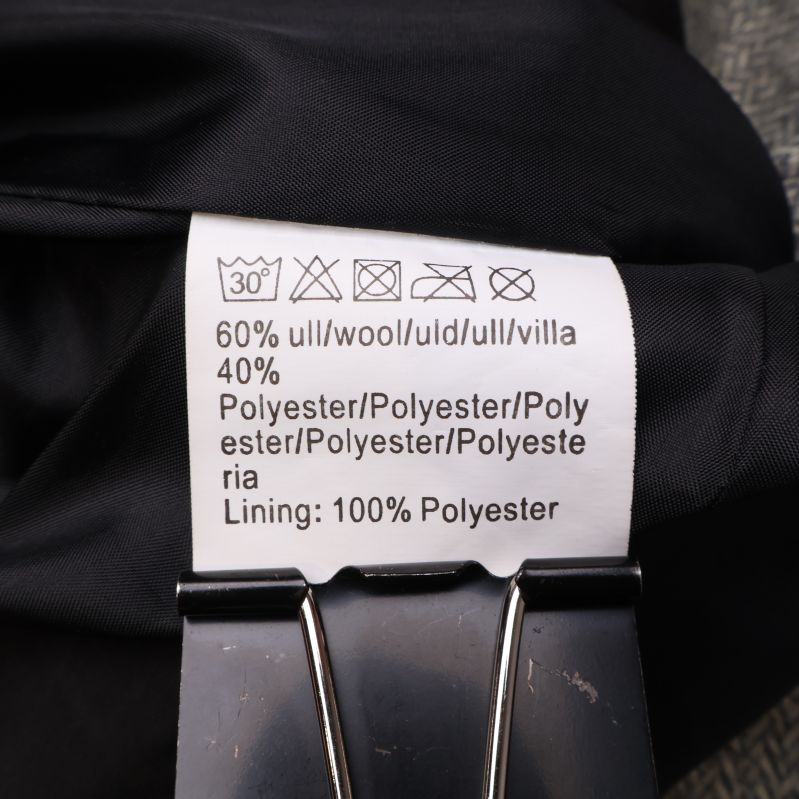 30°
60% ull/wool/uld/ull/villa
40%
Polyester/Polyester/Poly
ester/Polyester/Polyeste
ria
Lining: 100% Polyester